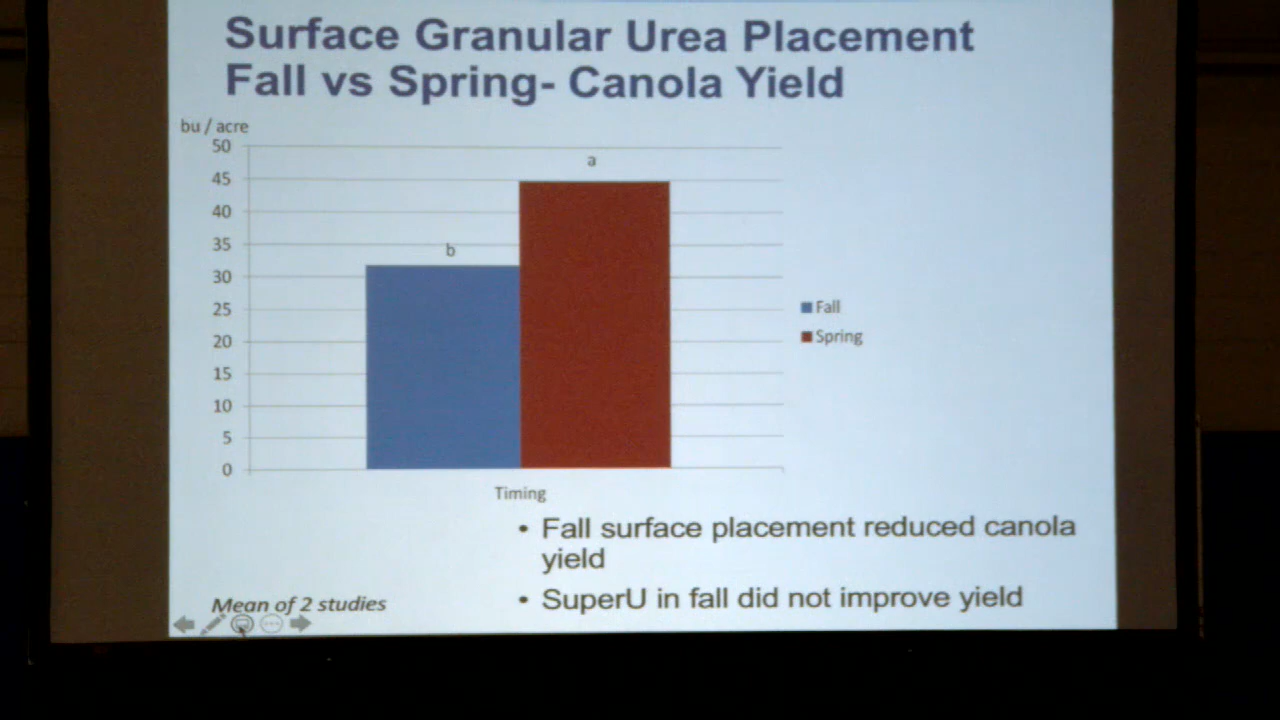 Surface Granular Urea Placement
Fall vs Spring- Canola Yield
bu / acre
50
45
40
35
30
25
20
15
10
5
0
a
b
Fall
Spring
Timing
• Fall surface placement reduced canola
yield
• SuperU in fall did not improve yield
Mean of 2 studies